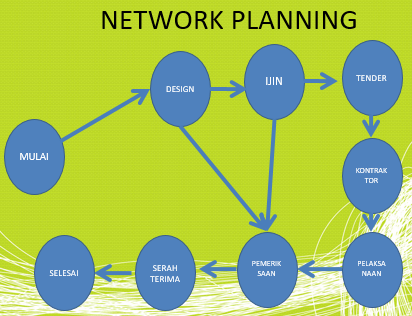 NETWORK PLANNING
MULAI
DESIGN
IJIN
TENDER
KONTRAK
TOR
PELAKSA
NAAN
PEMERIK
SAAN
SERAH
TERIMA
SELESAI